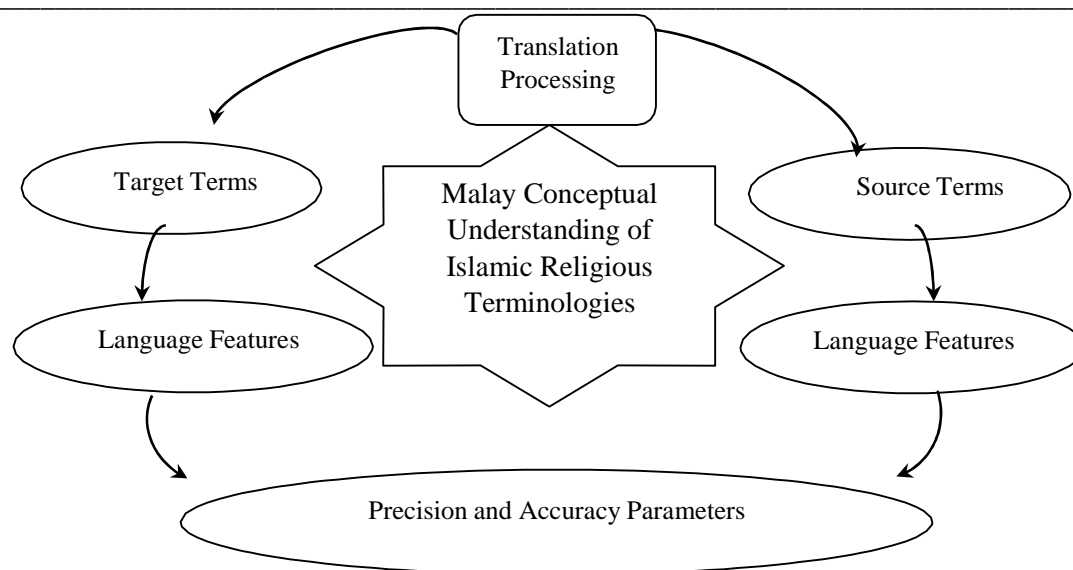 Translation
Processing
Target Terms
Malay Conceptual
Understanding of
Islamic Religious
Terminologies
Source Terms
Language Features
Language Features
Precision and Accuracy Parameters